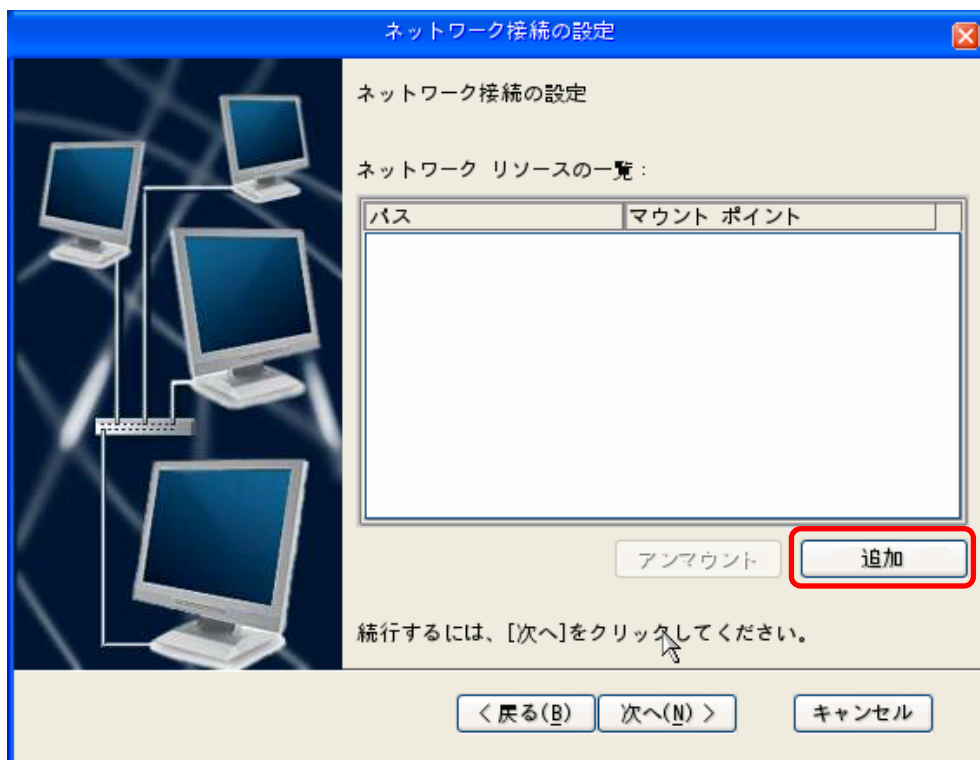 ネットワーク接続の設定
ネットワーク接続の設定
ネットワーク リソースの一覧:
パス マウント ポイント
アンマウント 追加
続行するには、[次へ]をクリックしてください。
< 戻る(B) 次へ(N) > キャンセル